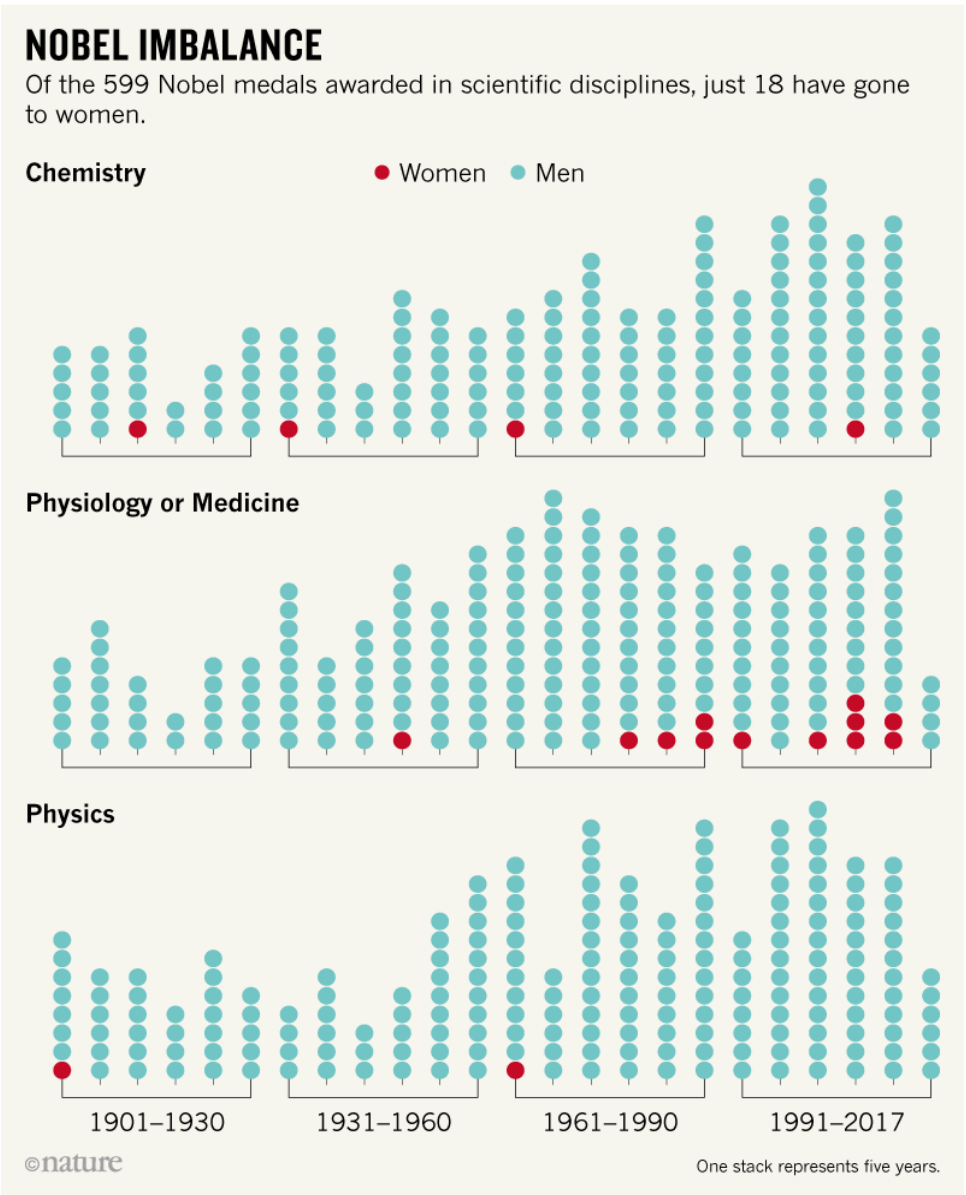 NOBEL IMBALANCE
Of the 599 Nobel medals awarded in scientific disciplines, just 18 have gone
to women.
Chemistry
Women Men
Physiology or Medicine
Physics
1901–1930 1931–1960 1961–1990 1991–2017
©nature
One stack represents five years.